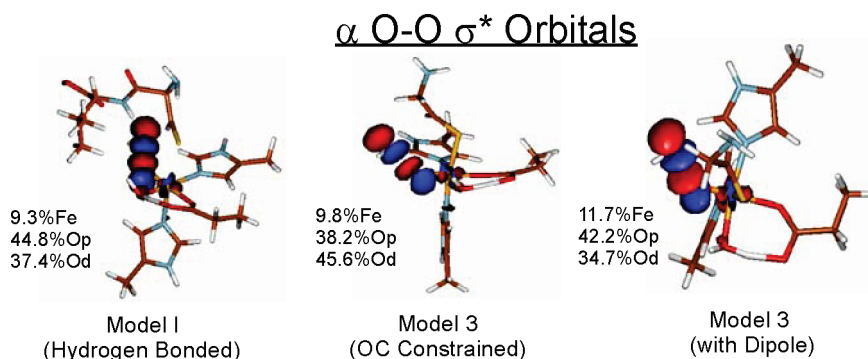 α O-O σ* Orbitals
9.3%Fe
44.8%Op
37.4%Od
Model I
(Hydrogen Bonded)
9.8%Fe
38.2%Op
45.6%Od
Model 3
(OC Constrained)
11.7%Fe
42.2%Op
34.7%Od
Model 3
(with Dipole)